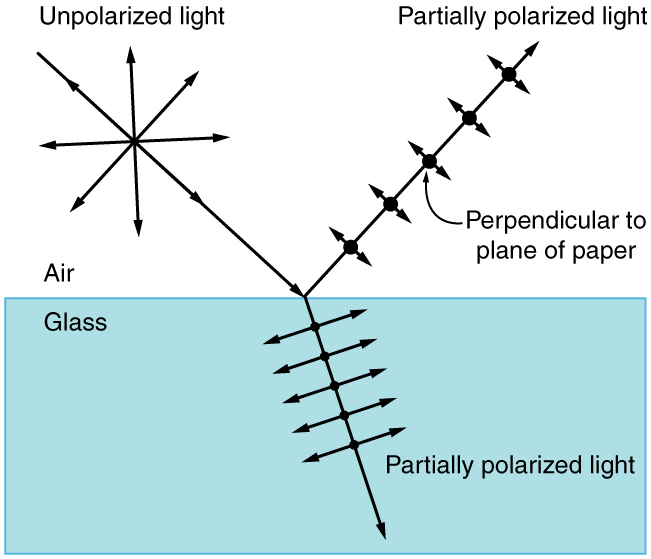 Unpolarized light
Partially polarized light
Perpendicular to
plane of paper
Air
Glass
Partially polarized light